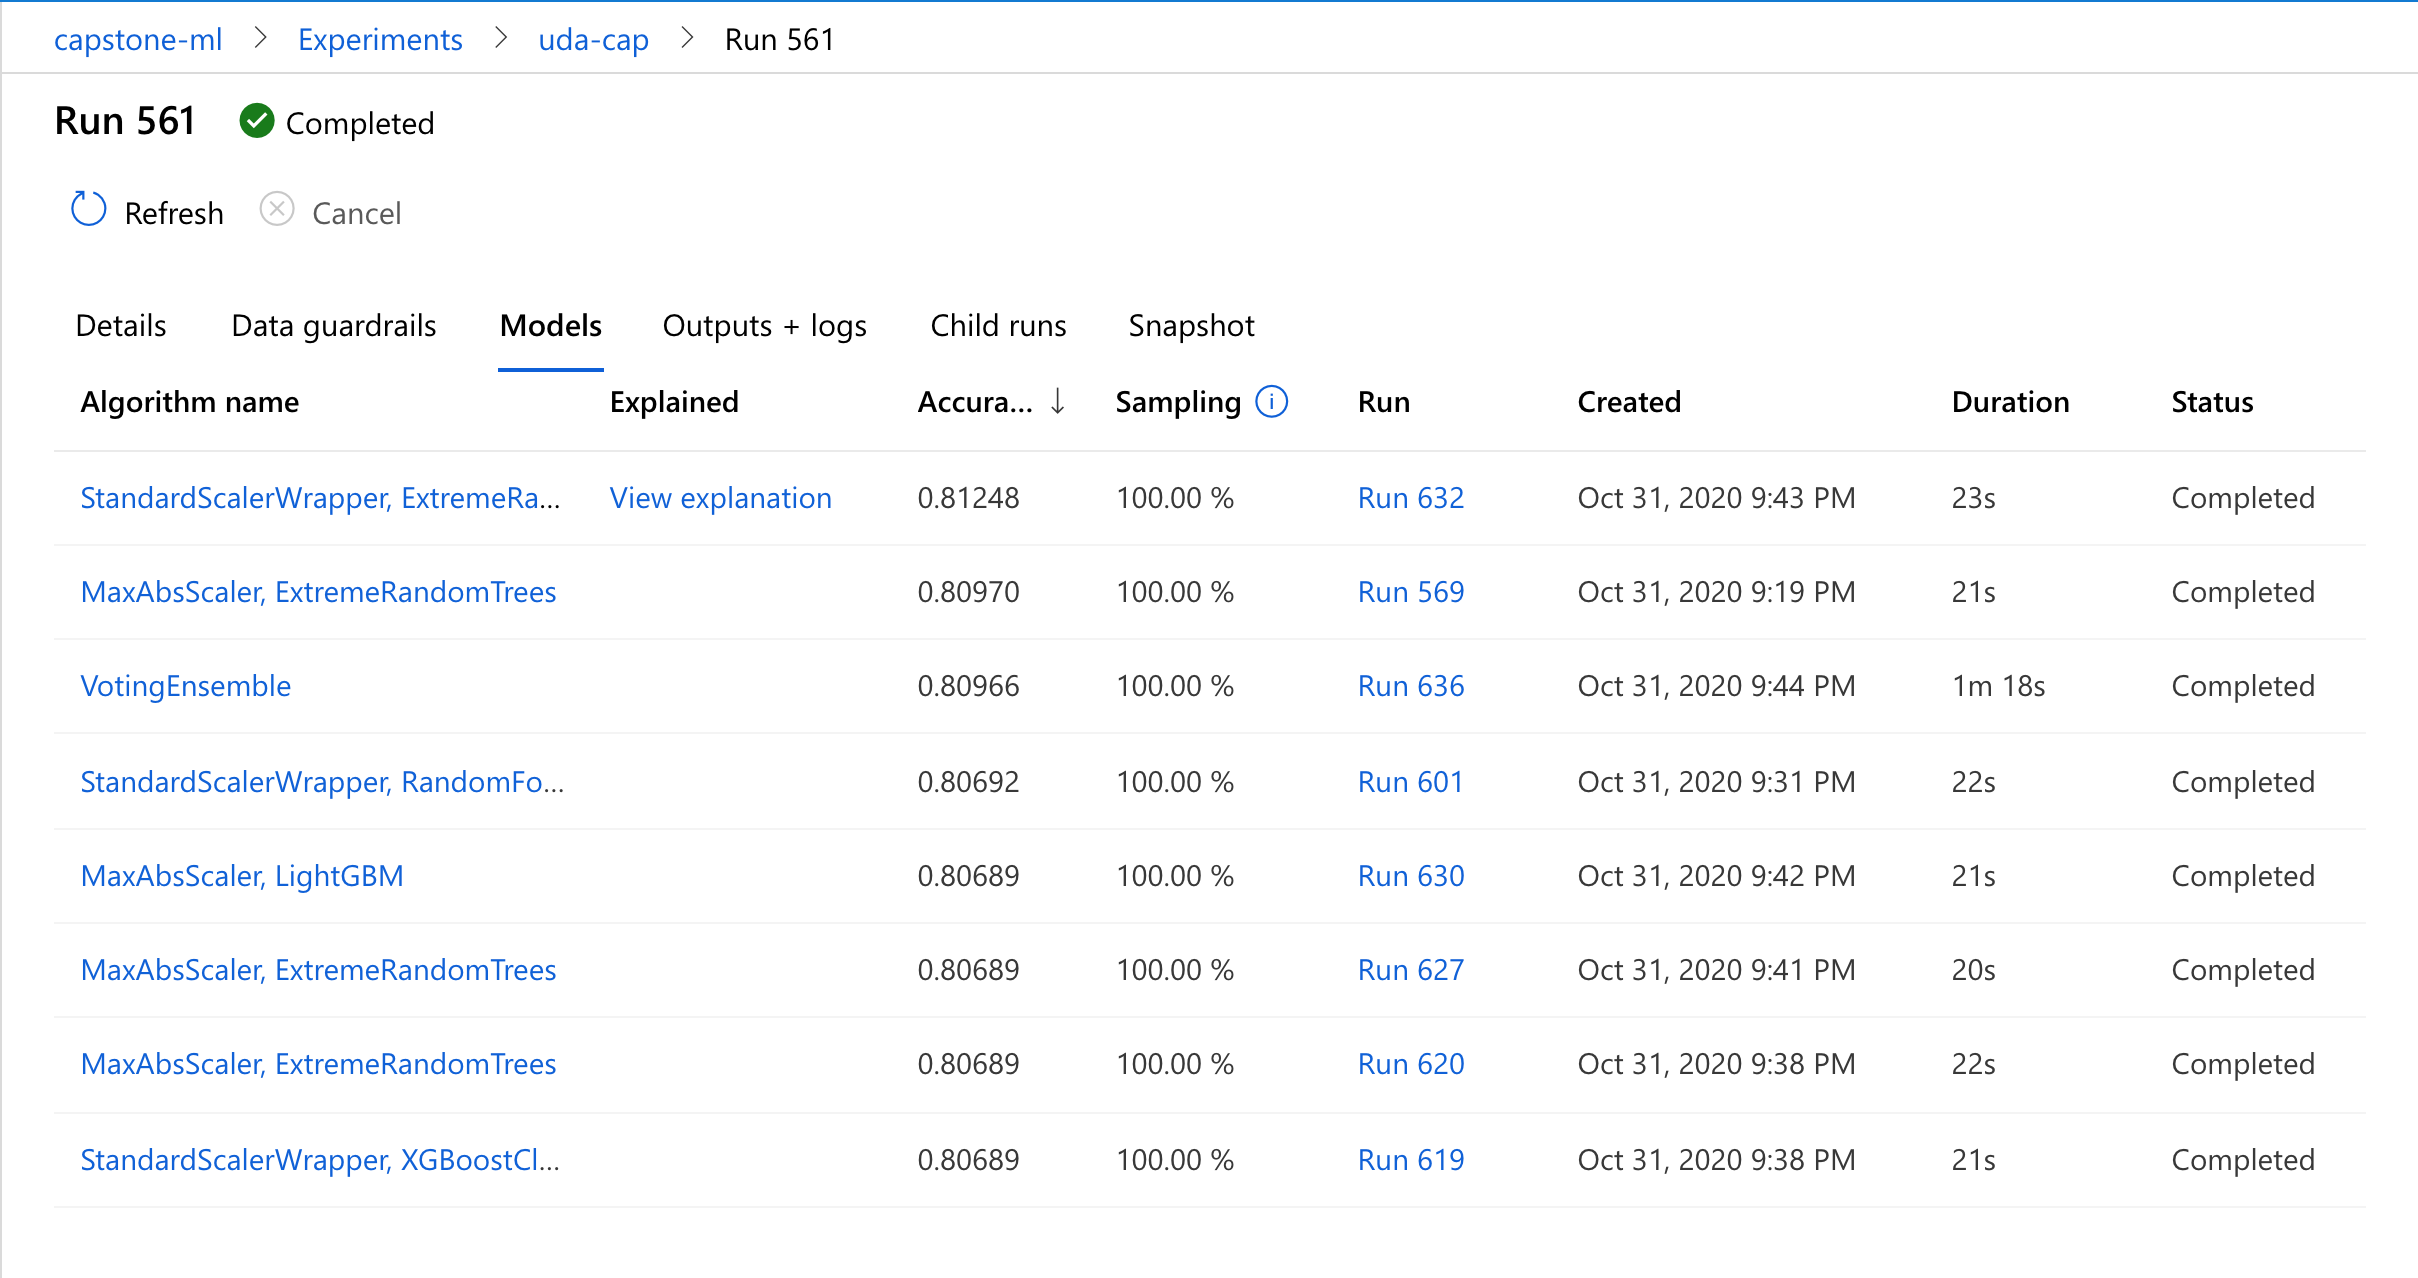 capstone-ml > Experiments > uda-cap > Run 561
Run 561 Completed
Refresh Cancel
Details Data guardrails Models Outputs + logs Child runs Snapshot
Algorithm name Explained Accura... ↓ Sampling i Run Created Duration Status
StandardScalerWrapper, ExtremeRa... View explanation 0.81248 100.00 % Run 632 Oct 31, 2020 9:43 PM 23s Completed
MaxAbsScaler, ExtremeRandomTrees 0.80970 100.00 % Run 569 Oct 31, 2020 9:19 PM 21s Completed
VotingEnsemble 0.80966 100.00 % Run 636 Oct 31, 2020 9:44 PM 1m 18s Completed
StandardScalerWrapper, RandomFo... 0.80692 100.00 % Run 601 Oct 31, 2020 9:31 PM 22s Completed
MaxAbsScaler, LightGBM 0.80689 100.00 % Run 630 Oct 31, 2020 9:42 PM 21s Completed
MaxAbsScaler, ExtremeRandomTrees 0.80689 100.00 % Run 627 Oct 31, 2020 9:41 PM 20s Completed
MaxAbsScaler, ExtremeRandomTrees 0.80689 100.00 % Run 620 Oct 31, 2020 9:38 PM 22s Completed
StandardScalerWrapper, XGBoostCl... 0.80689 100.00 % Run 619 Oct 31, 2020 9:38 PM 21s Completed